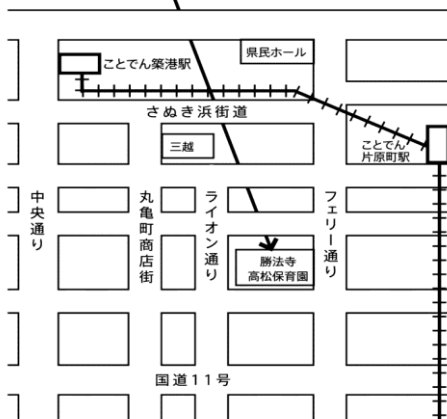 県民ホール
ことでん築港駅
さぬき浜街道
三越
ことでん
片原町駅
中央通り
丸亀町商店街
ライオン通り
フェリー通り
勝法寺
高松保育園
国道11号